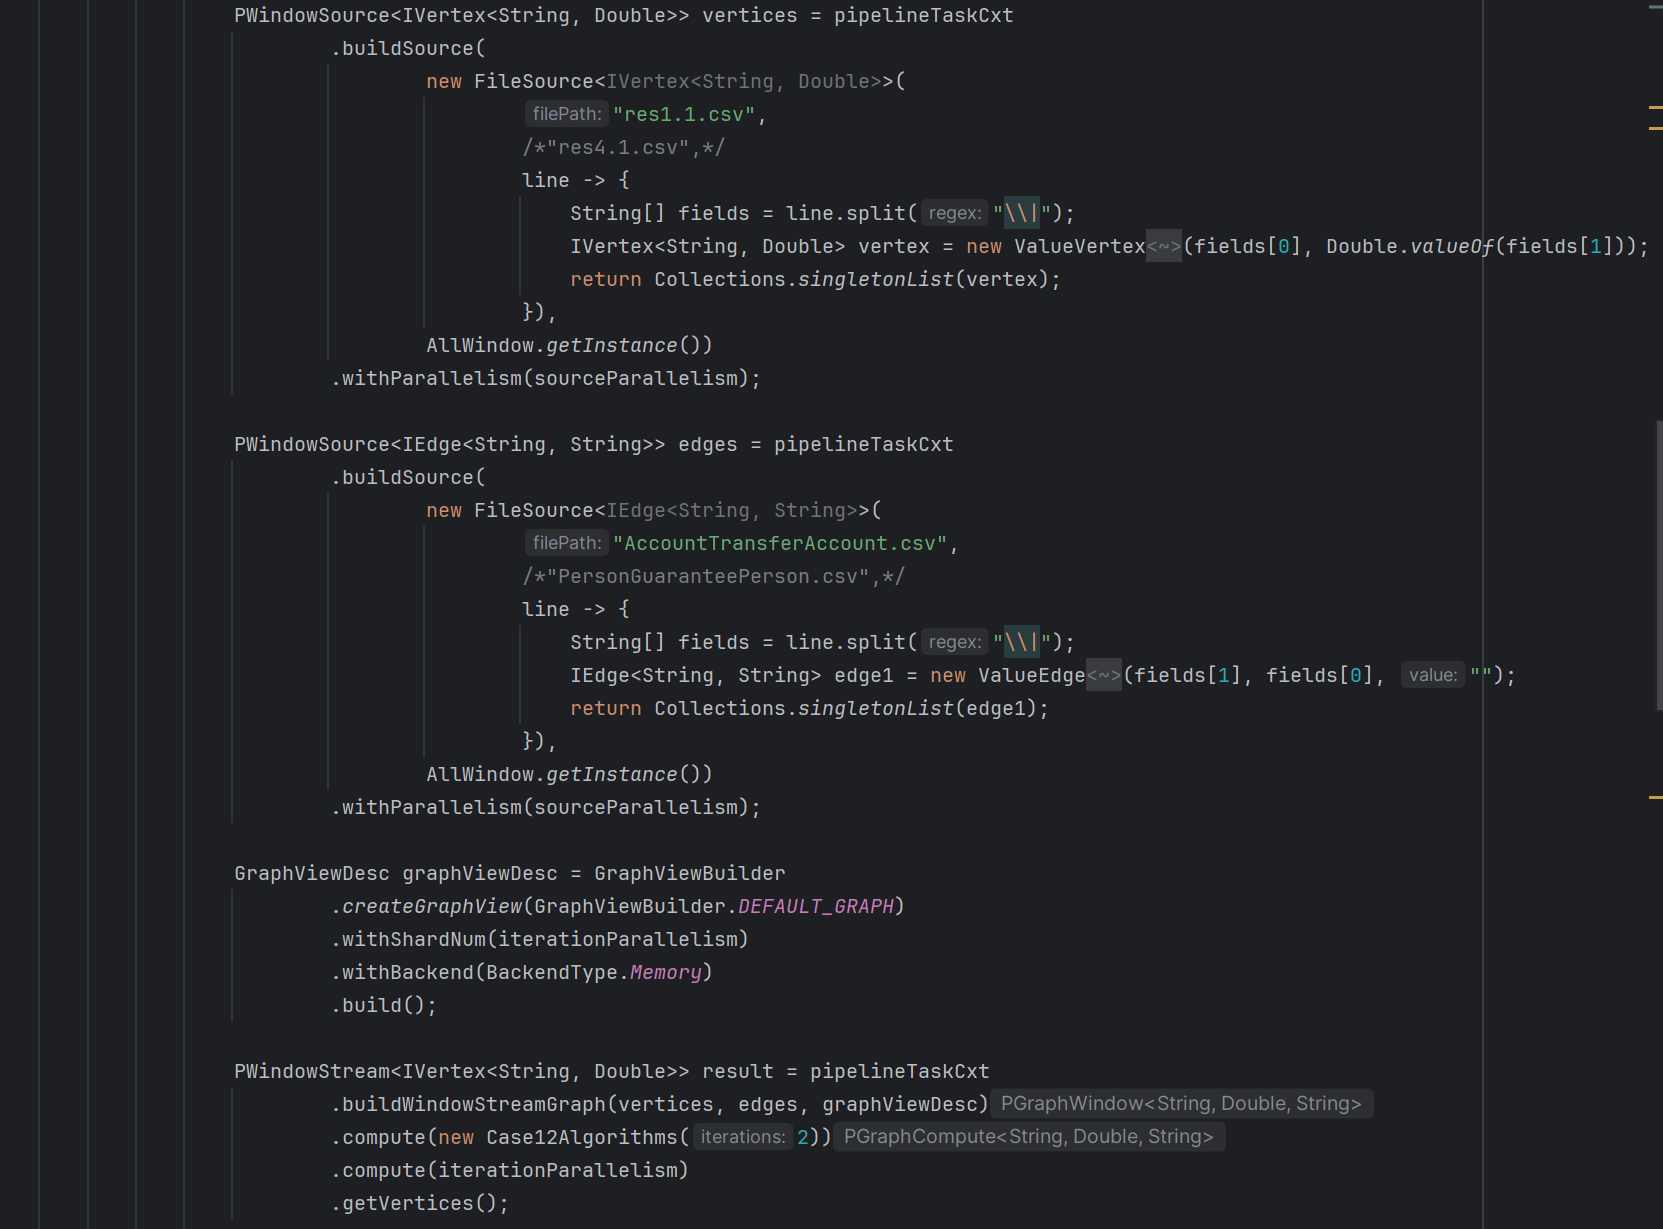 PWindowSource<IVertex<String, Double>> vertices = pipelineTaskCxt
.buildSource(
new FileSource<IVertex<String, Double>>(
filePath: "res1.1.csv",
/*"res4.1.csv",*/
line -> {
String[] fields = line.split( regex: "\\|");
IVertex<String, Double> vertex = new ValueVertex<~>(fields[0], Double.valueOf(fields[1]));
return Collections.singletonList(vertex);
}),
AllWindow.getInstance())
.withParallelism(sourceParallelism);
PWindowSource<IEdge<String, String>> edges = pipelineTaskCxt
.buildSource(
new FileSource<IEdge<String, String>>(
filePath: "AccountTransferAccount.csv",
/*"PersonGuaranteePerson.csv",*/
line -> {
String[] fields = line.split( regex: "\\|");
IEdge<String, String> edge1 = new ValueEdge<~>(fields[1], fields[0], value: "");
return Collections.singletonList(edge1);
}),
AllWindow.getInstance())
.withParallelism(sourceParallelism);
GraphViewDesc graphViewDesc = GraphViewBuilder
.createGraphView(GraphViewBuilder.DEFAULT_GRAPH)
.withShardNum(iterationParallelism)
.withBackend(BackendType.Memory)
.build();
PWindowStream<IVertex<String, Double>> result = pipelineTaskCxt
.buildWindowStreamGraph(vertices, edges, graphViewDesc) PGraphWindow<String, Double, String>
.compute(new Case12Algorithms( iterations: 2)) PGraphCompute<String, Double, String>
.compute(iterationParallelism)
.getVertices();